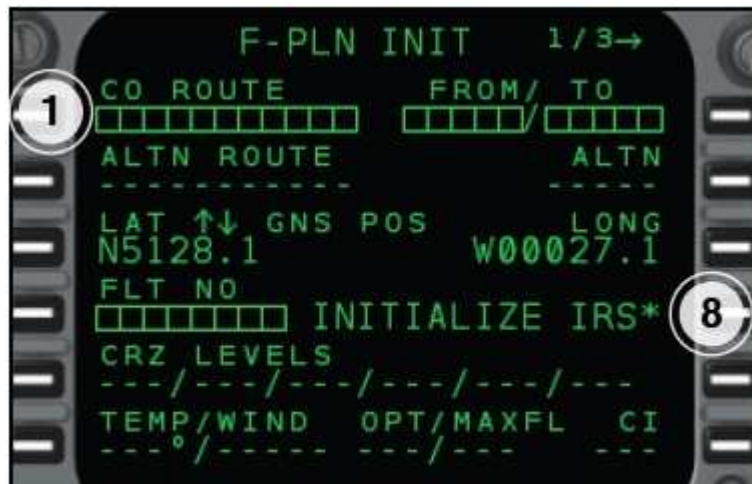 F-PLN INIT 1/3→
CO ROUTE FROM/ TO
□□□□□□□□□□□ □□□□□/□□□□□
ALTN ROUTE ALTN
----------- -----
LAT ↑↓ GNS POS LONG
N5128.1 W00027.1
FLT NO
□□□□□□□□ INITIALIZE IRS*
CRZ LEVELS
---/---/---/---/---/---
TEMP/WIND OPT/MAXFL CI
---°/----- ---/--- ---
1
8